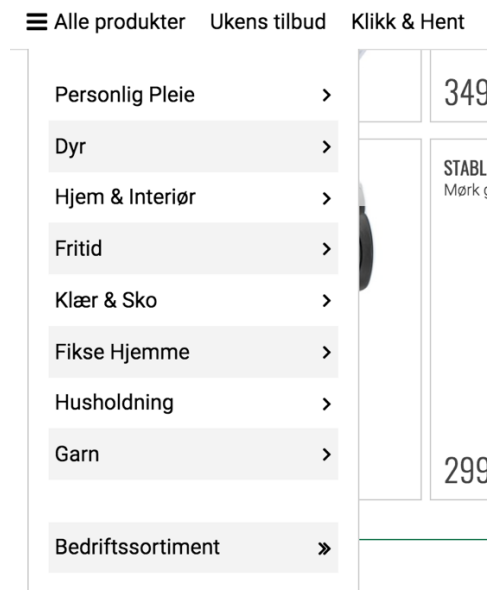 Alle produkter Ukens tilbud Klikk & Hent
Personlig Pleie
349
Dyr
STABL
Mørk g
Hjem & Interiør
Fritid
Klær & Sko
Fikse Hjemme
Husholdning
Garn
299
Bedriftssortiment